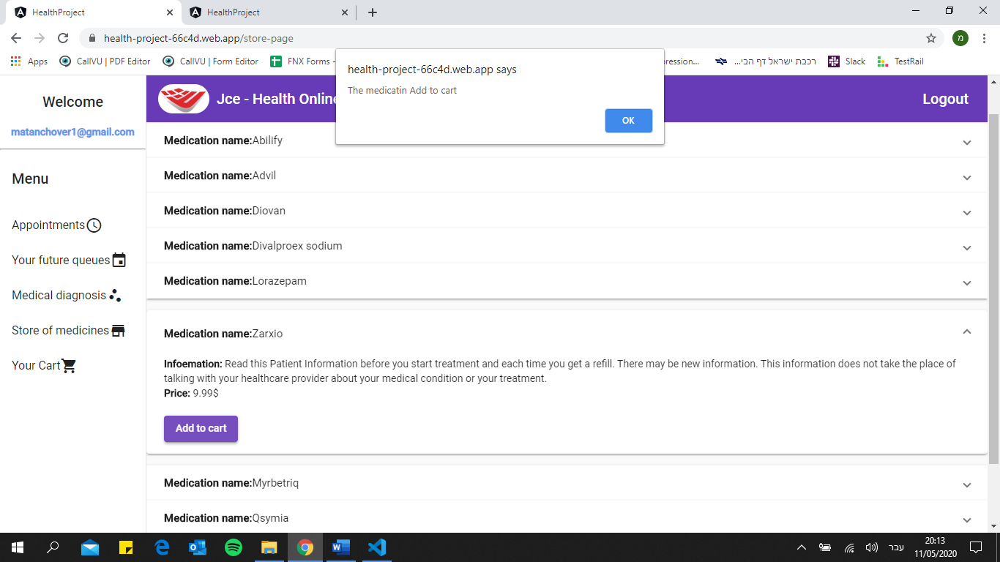 HealthProject
HealthProject
health-project-66c4d.web.app/store-page
מ
Apps
CallVU | PDF Editor
CallVU | Form Editor
FNX Forms -
pression...
רכבת ישראל דף הבי...
Slack
TestRail
health-project-66c4d.web.app says
The medicatin Add to cart
OK
Welcome
matanchover1@gmail.com
Menu
Appointments
Your future queues
Medical diagnosis
Store of medicines
Your Cart
Jce - Health Online
Logout
Medication name:Abilify
Medication name:Advil
Medication name:Diovan
Medication name:Divalproex sodium
Medication name:Lorazepam
Medication name:Zarxio
Infoemation: Read this Patient Information before you start treatment and each time you get a refill. There may be new information. This information does not take the place of
talking with your healthcare provider about your medical condition or your treatment.
Price: 9.99$
Add to cart
Medication name:Myrbetriq
Medication name:Qsymia
עבר
20:13
11/05/2020